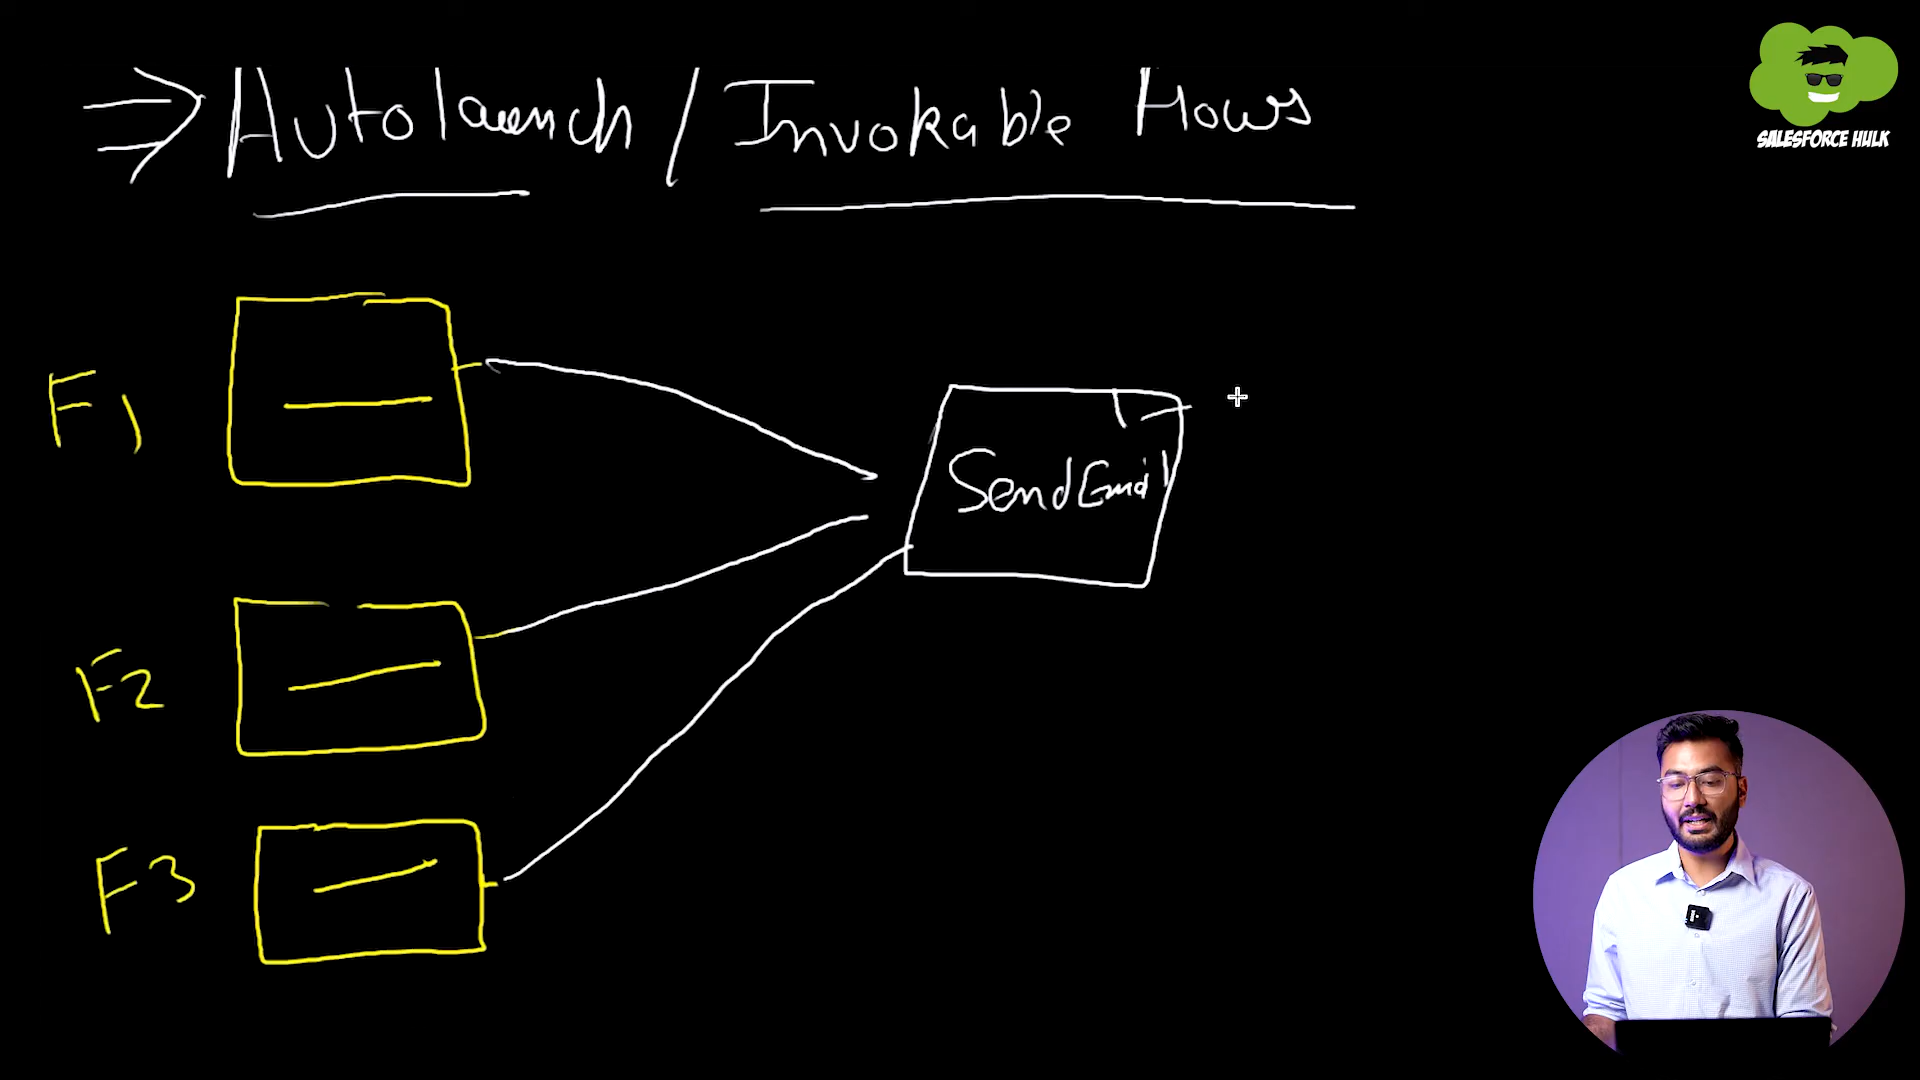 Autolaunch / Invokable Flows
SALESFORCE HULK
F1
SendEmail
F2
F3